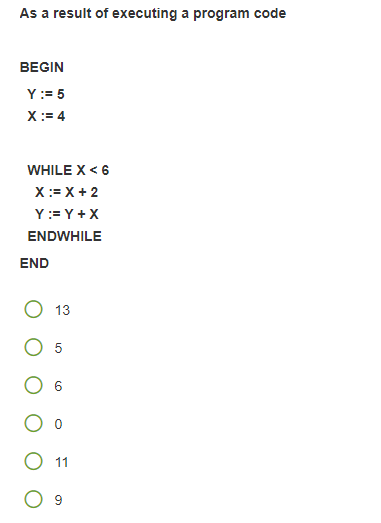 As a result of executing a program code
BEGIN
Y := 5
X := 4
WHILE X < 6
X := X + 2
Y := Y + X
ENDWHILE
END
13
5
6
0
11
9